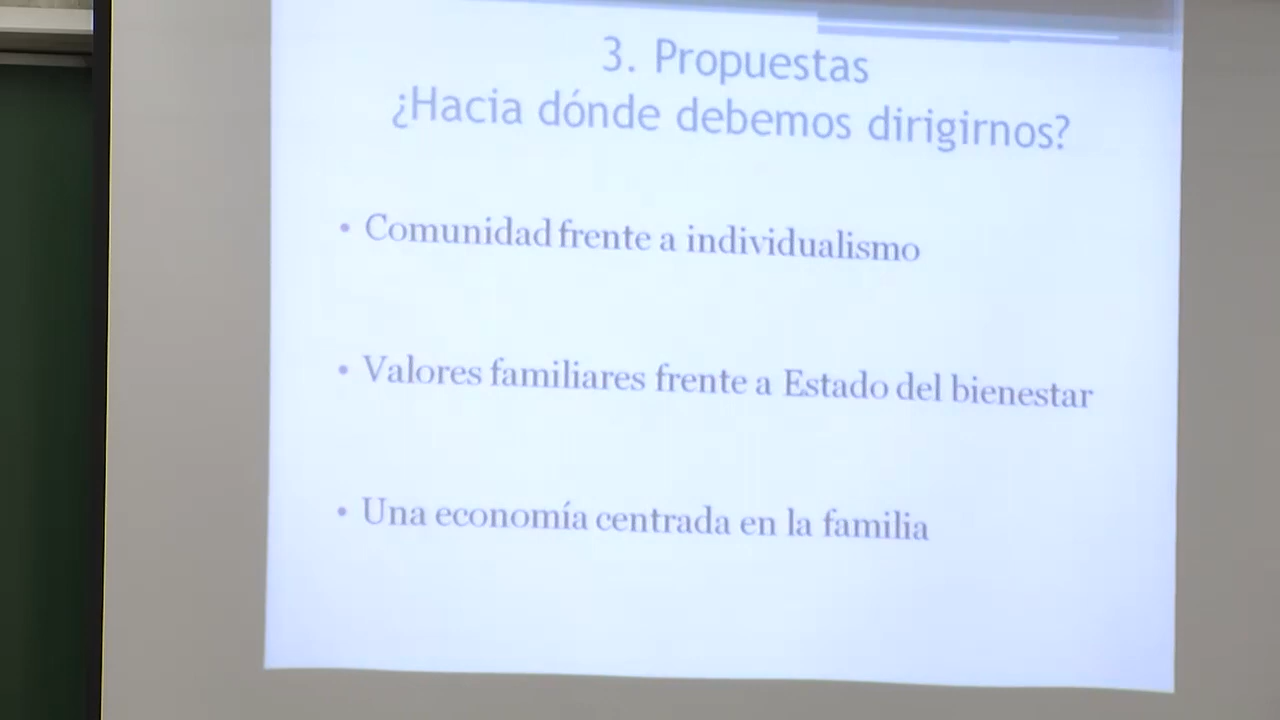 3. Propuestas
¿Hacia dónde debemos dirigirnos?
• Comunidad frente a individualismo
• Valores familiares frente a Estado del bienestar
• Una economía centrada en la familia